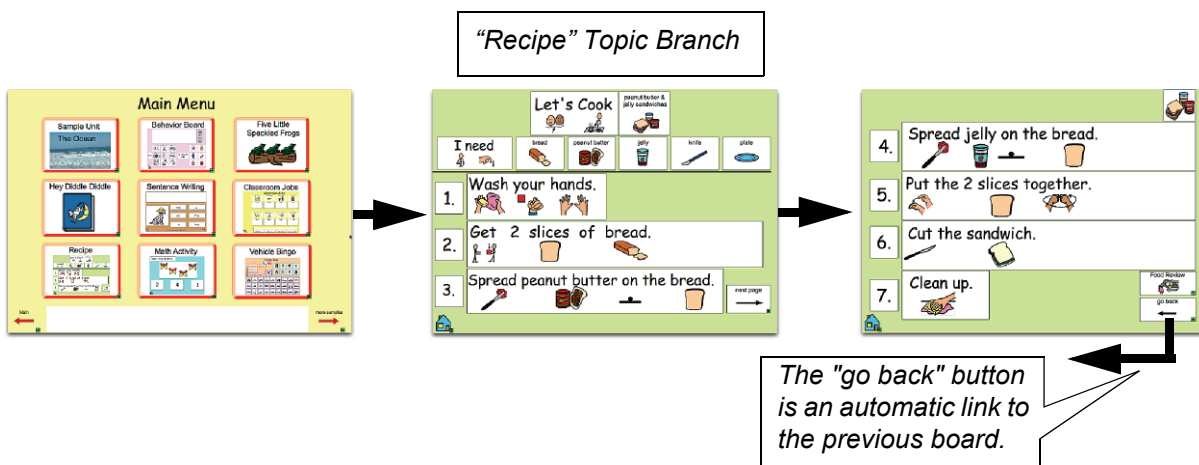 “Recipe” Topic Branch
Main Menu
Sample Unit
The Ocean
Behavior Board
Five Little
Speckled Frogs
Hey Diddle Diddle
Sentence Writing
Classroom Jobs
Recipe
Math Activity
2 4 1
Vehicle Bingo
Main
more samples
Let's Cook
peanut butter &
jelly sandwiches
I need
bread
peanut butter
jelly
knife
plate
1. Wash your hands.
2. Get 2 slices of bread.
3. Spread peanut butter on the bread.
next page
4. Spread jelly on the bread.
5. Put the 2 slices together.
6. Cut the sandwich.
7. Clean up.
Food Review
go back
The "go back" button
is an automatic link to
the previous board.